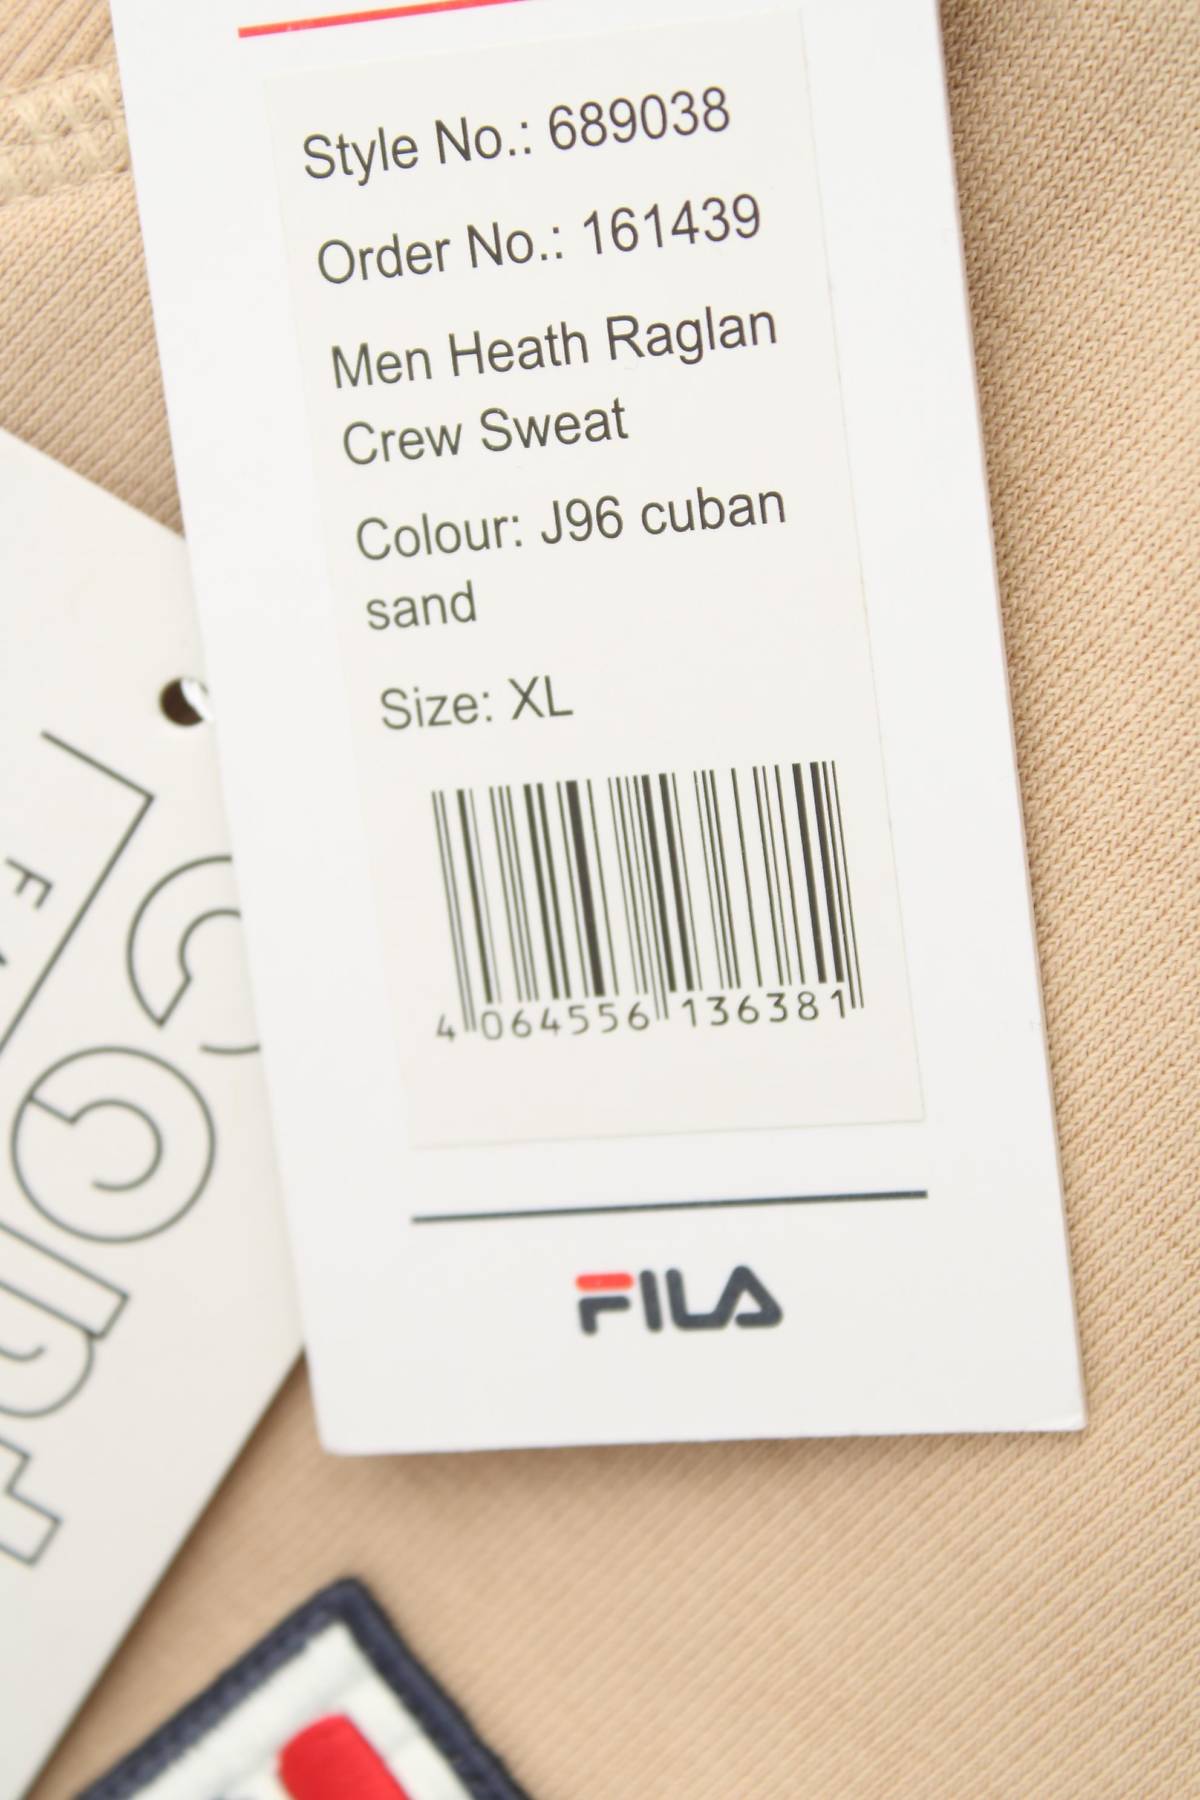 Style No.: 689038
Order No.: 161439
Men Heath Raglan
Crew Sweat
Colour: J96 cuban
sand
Size: XL
4 064556 136381
FILA